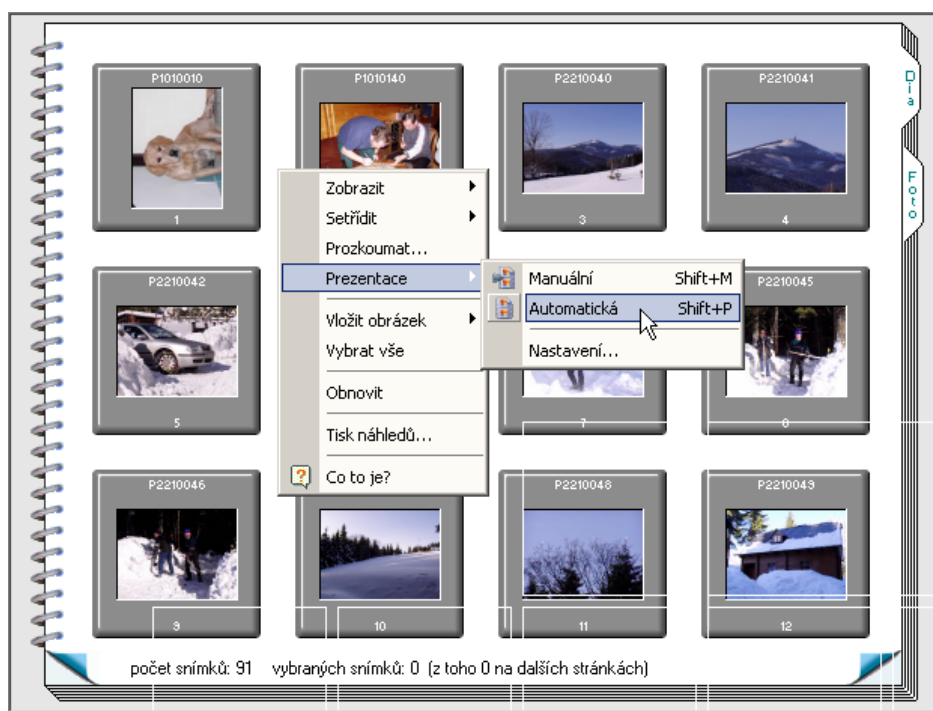 P1010010
P1010140
P2210040
P2210041
1
3
4
Dia
Foto
Zobrazit
Setřídit
Prozkoumat...
Prezentace
Vložit obrázek
Vybrat vše
Obnovit
Tisk náhledů...
Co to je?
Manuální Shift+M
Automatická Shift+P
Nastavení...
P2210042
P2210045
5
7
8
P2210046
P2210048
P2210049
9
10
11
12
počet snímků: 91 vybraných snímků: 0 (z toho 0 na dalších stránkách)